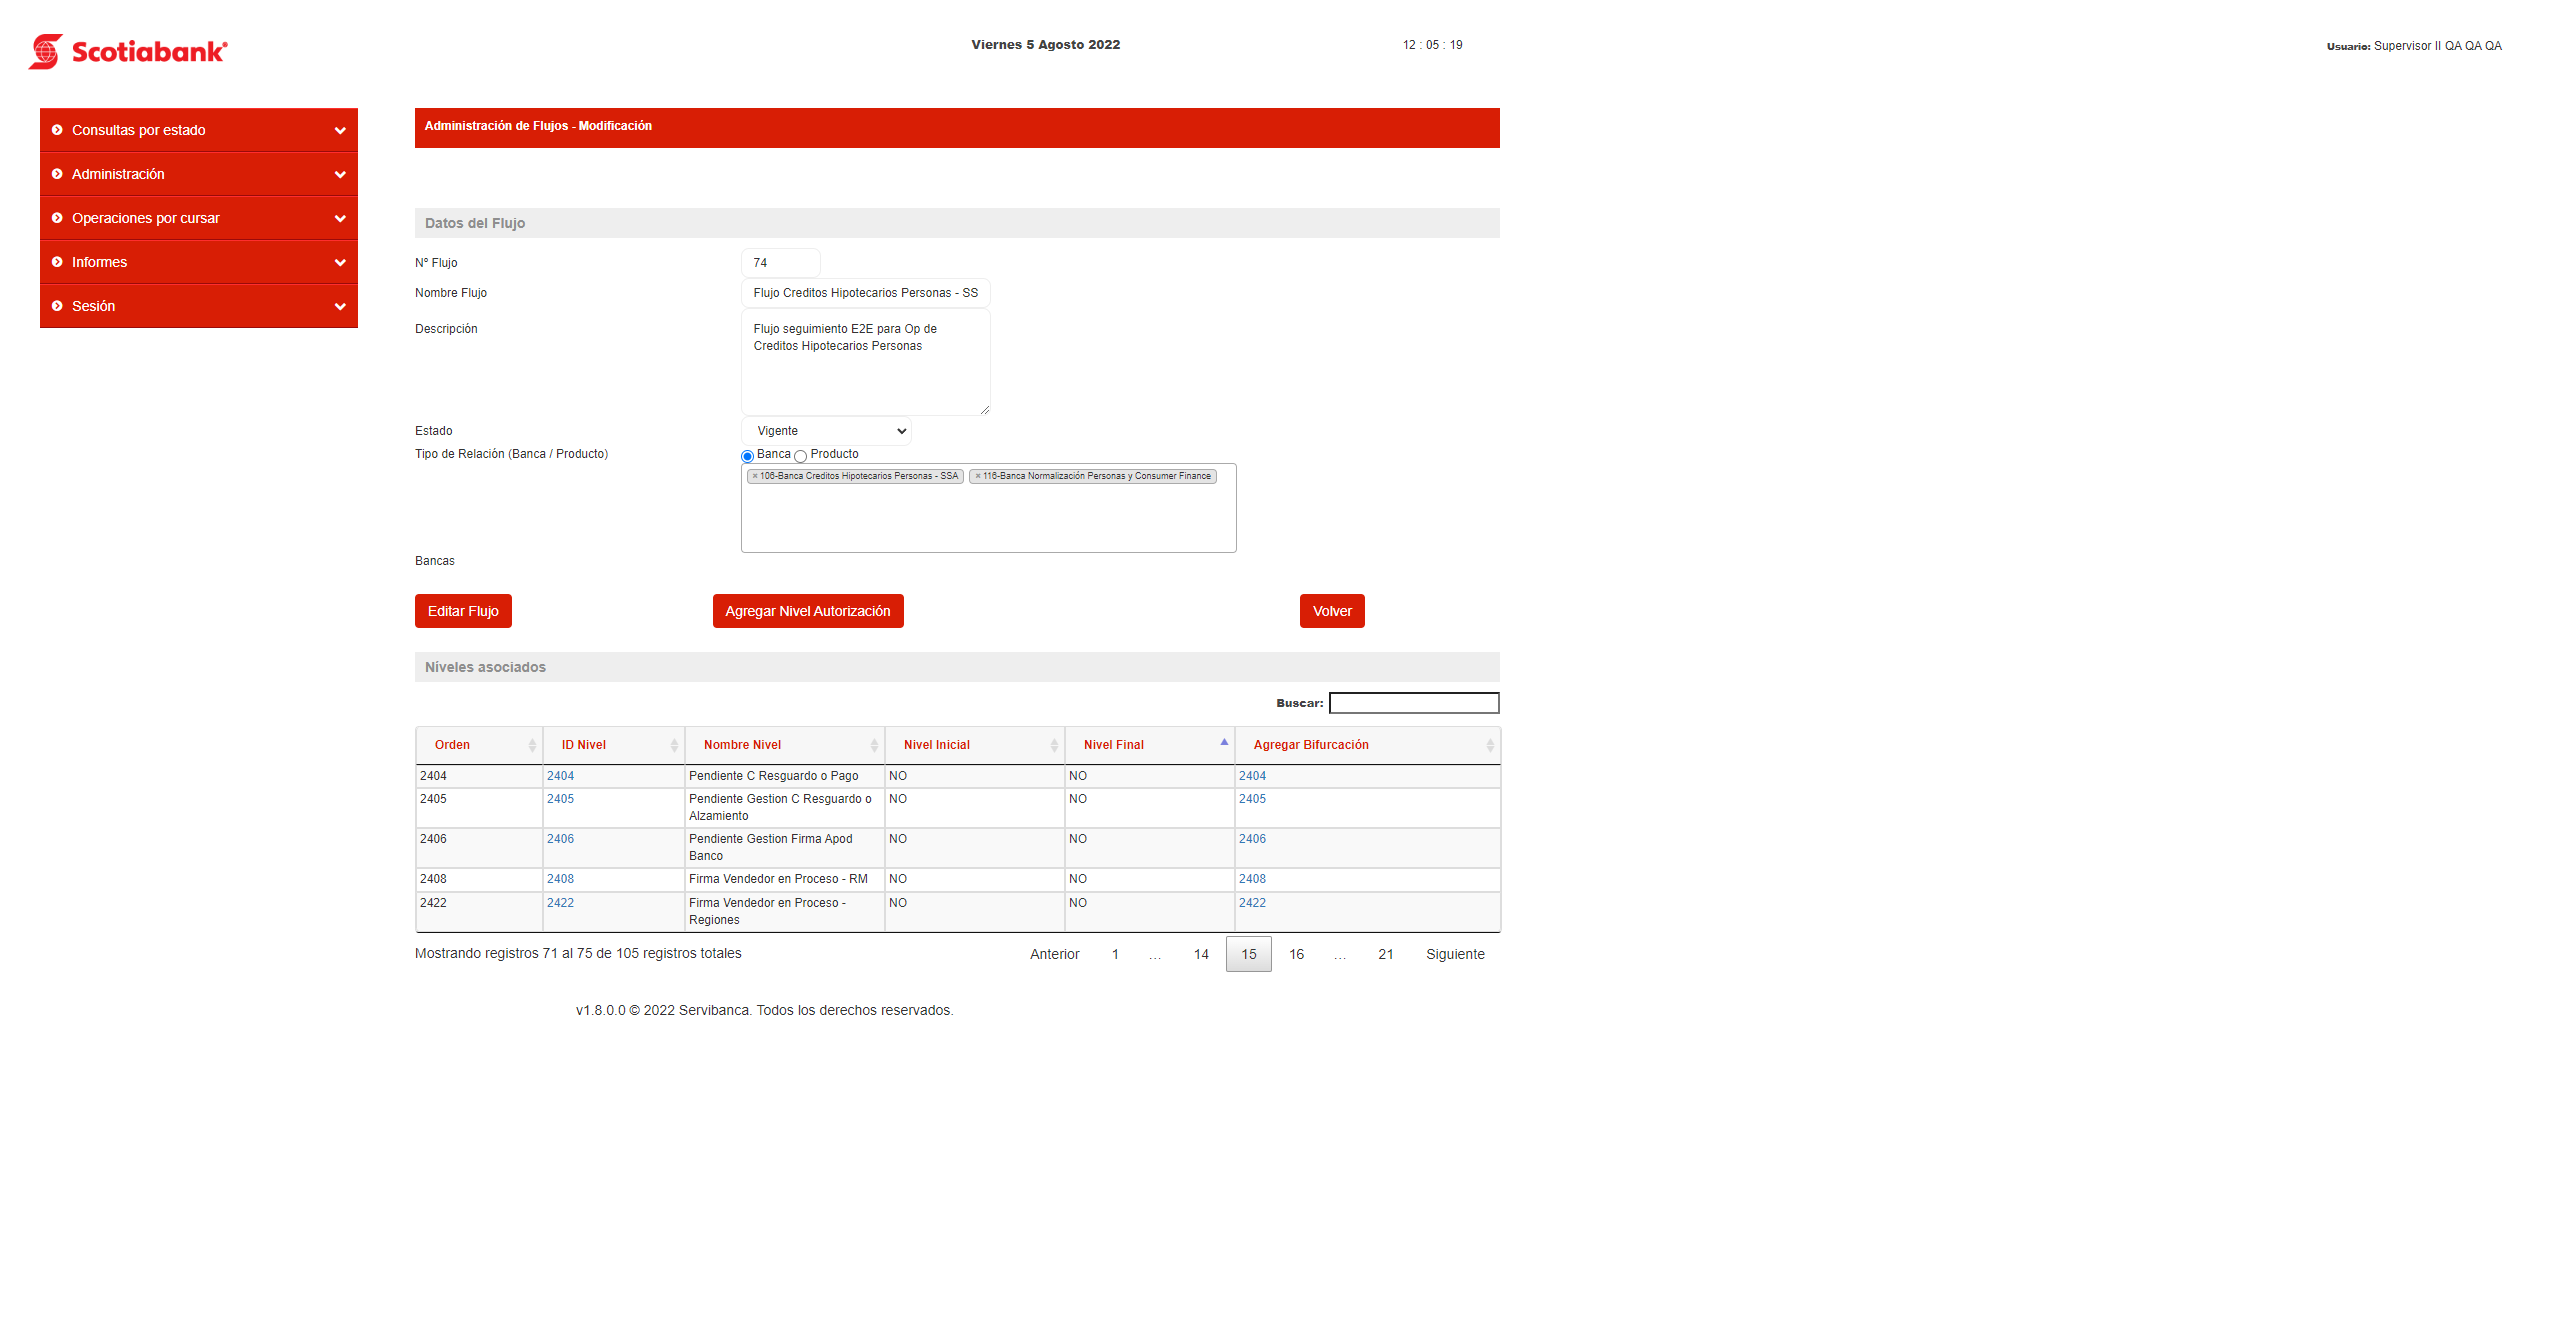 Scotiabank®
Viernes 5 Agosto 2022
12 : 05 : 19
Usuario: Supervisor II QA QA QA
Consultas por estado
Administración
Operaciones por cursar
Informes
Sesión
Administración de Flujos - Modificación
Datos del Flujo
Nº Flujo 74
Nombre Flujo Flujo Creditos Hipotecarios Personas - SS
Descripción Flujo seguimiento E2E para Op de
Creditos Hipotecarios Personas
Estado Vigente
Tipo de Relación (Banca / Producto) Banca Producto
×106-Banca Creditos Hipotecarios Personas - SSA ×116-Banca Normalización Personas y Consumer Finance
Bancas
Editar Flujo Agregar Nivel Autorización Volver
Níveles asociados
Buscar:
Orden ID Nivel Nombre Nivel Nivel Inicial Nivel Final Agregar Bifurcación
2404 2404 Pendiente C Resguardo o Pago NO NO 2404
2405 2405 Pendiente Gestion C Resguardo o NO NO 2405
Alzamiento
2406 2406 Pendiente Gestion Firma Apod NO NO 2406
Banco
2408 2408 Firma Vendedor en Proceso - RM NO NO 2408
2422 2422 Firma Vendedor en Proceso - NO NO 2422
Regiones
Mostrando registros 71 al 75 de 105 registros totales Anterior 1 … 14 15 16 … 21 Siguiente
v1.8.0.0 © 2022 Servibanca. Todos los derechos reservados.